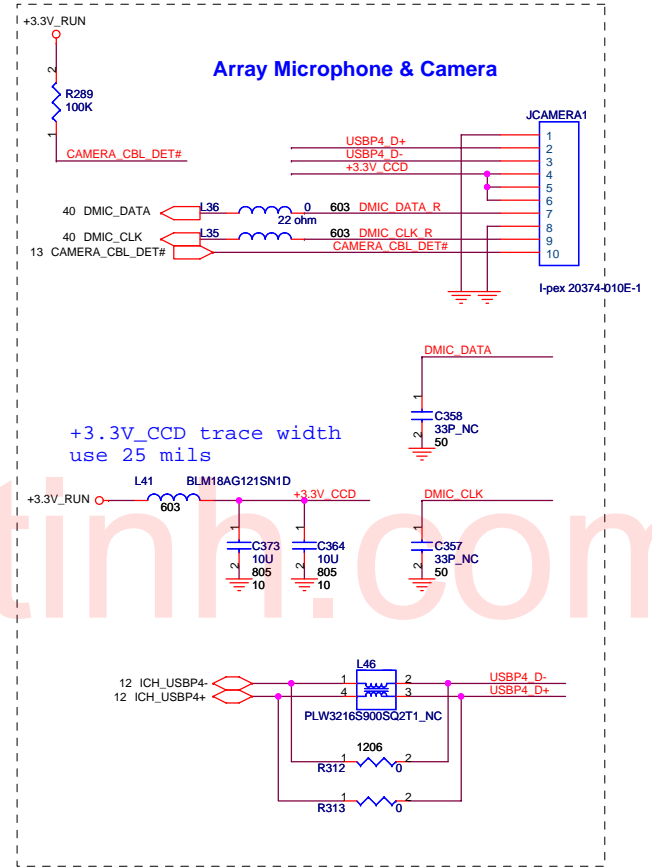 +3.3V_RUN
Array Microphone & Camera
2
R289
100K
1
CAMERA_CBL_DET#
JCAMERA1
USBP4_D+
USBP4_D-
+3.3V_CCD
1
2
3
4
5
6
7
8
9
10
40 DMIC_DATA
L36
0
22 ohm
603 DMIC_DATA_R
40 DMIC_CLK
L35
603 DMIC_CLK_R
13 CAMERA_CBL_DET#
CAMERA_CBL_DET#
I-pex 20374-010E-1
DMIC_DATA
1
C358
33P_NC
2
50
+3.3V_CCD trace width
use 25 mils
L41
BLM18AG121SN1D
+3.3V_RUN
603
+3.3V_CCD
DMIC_CLK
1
C373
10U
2
805
10
1
C364
10U
2
805
10
1
C357
33P_NC
2
50
tinh.com
L46
12 ICH_USBP4-
1
2
USBP4_D-
12 ICH_USBP4+
4
3
USBP4_D+
PLW3216S900SQ2T1_NC
1206
1
2
R312
0
1
2
R313
0